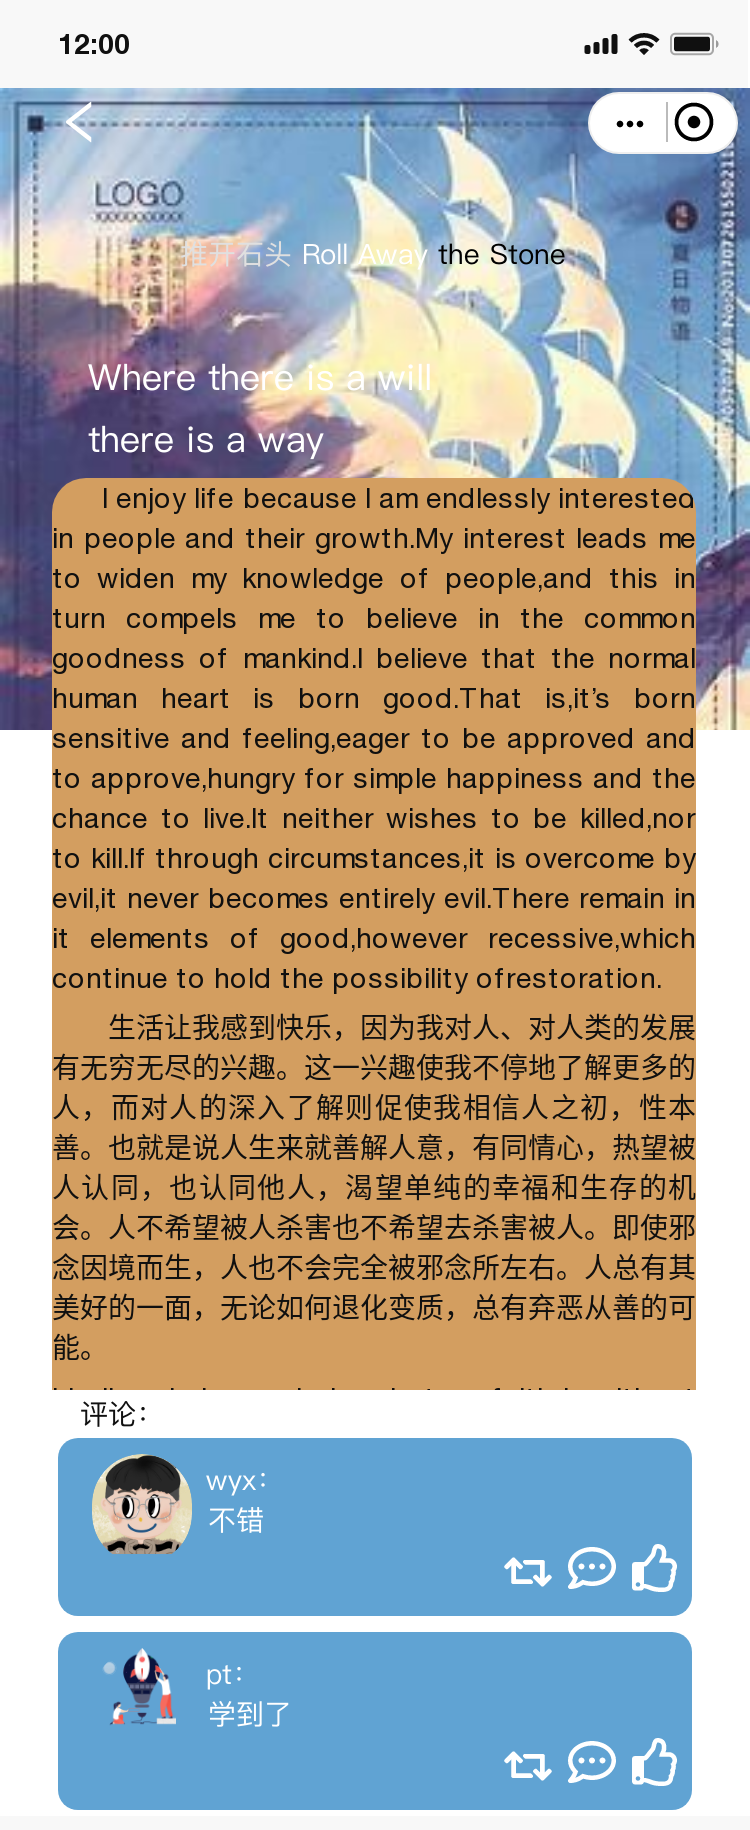 12:00
LOGO
XXXXXXXXXX
夏日物语
推开石头 Roll Away the Stone
Where there is a will
there is a way
I enjoy life because I am endlessly interested
in people and their growth.My interest leads me
to widen my knowledge of people,and this in
turn compels me to believe in the common
goodness of mankind.I believe that the normal
human heart is born good.That is,it’s born
sensitive and feeling,eager to be approved and
to approve,hungry for simple happiness and the
chance to live.It neither wishes to be killed,nor
to kill.If through circumstances,it is overcome by
evil,it never becomes entirely evil.There remain in
it elements of good,however recessive,which
continue to hold the possibility ofrestoration.
生活让我感到快乐，因为我对人、对人类的发展
有无穷无尽的兴趣。这一兴趣使我不停地了解更多的
人，而对人的深入了解则促使我相信人之初，性本
善。也就是说人生来就善解人意，有同情心，热望被
人认同，也认同他人，渴望单纯的幸福和生存的机
会。人不希望被人杀害也不希望去杀害被人。即使邪
念因境而生，人也不会完全被邪念所左右。人总有其
美好的一面，无论如何退化变质，总有弃恶从善的可
能。
评论：
wyx：
不错
pt：
学到了